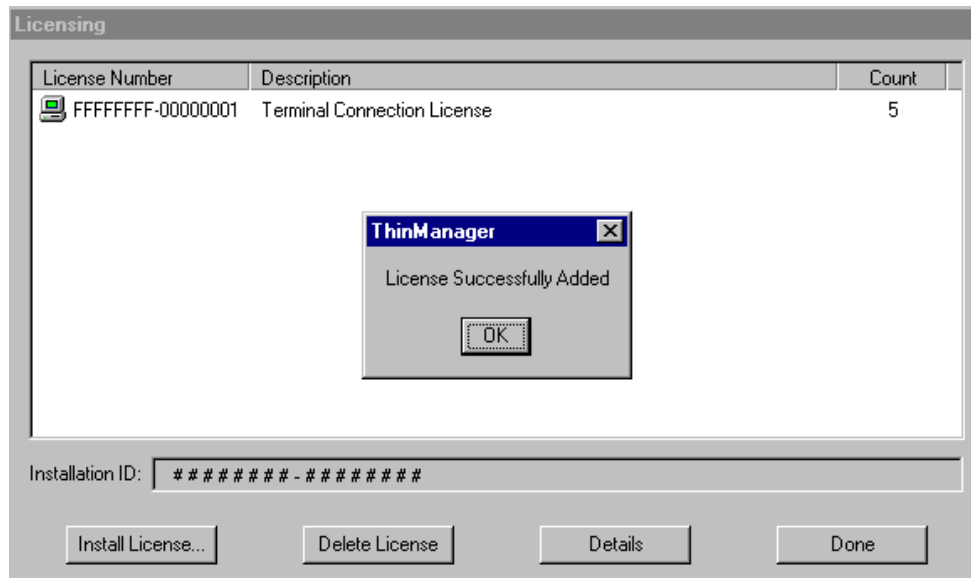 Licensing
License Number Description Count
FFFFFFFF-00000001 Terminal Connection License 5
ThinManager
License Successfully Added
OK
Installation ID: ########-########
Install License... Delete License Details Done